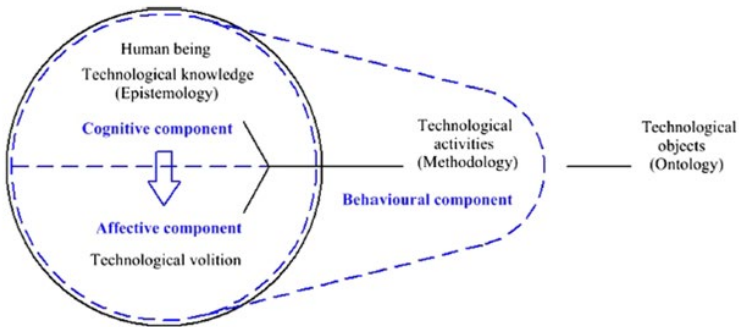 Human being
Technological knowledge
(Epistemology)
Cognitive component
Affective component
Technological volition
Technological
activities
(Methodology)
Behavioural component
Technological
objects
(Ontology)